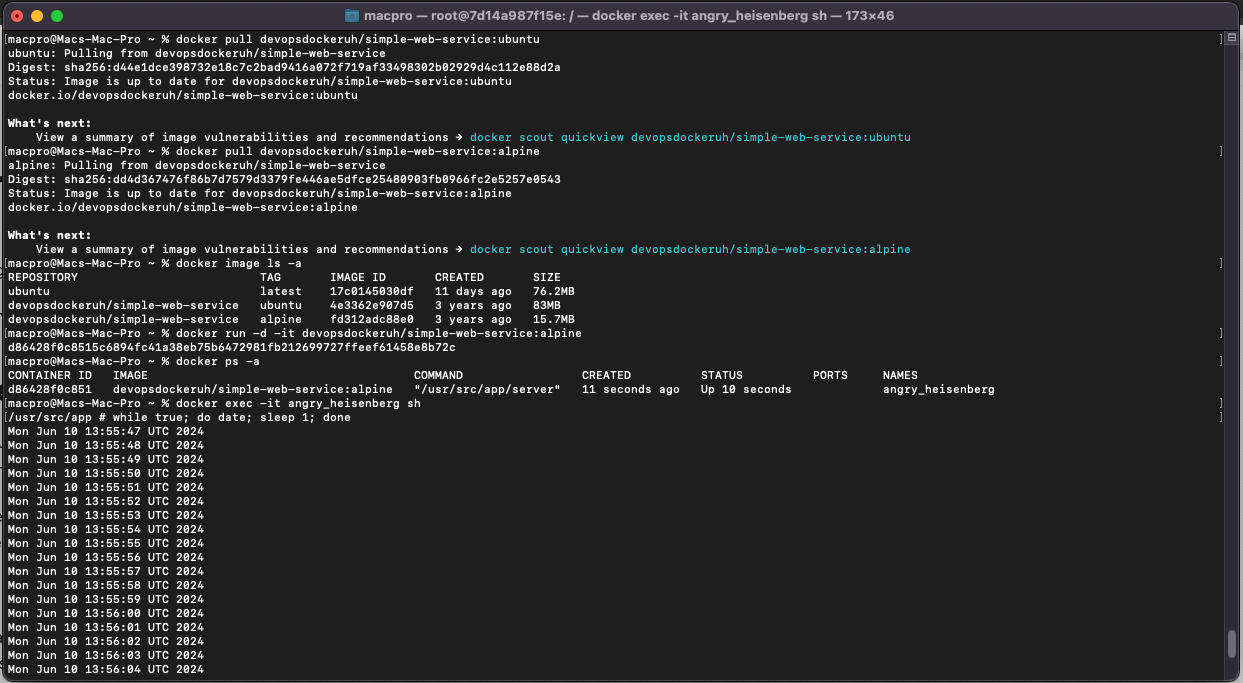 macpro — root@7d14a987f15e: / — docker exec -it angry_heisenberg sh — 173×46
[macpro@Macs-Mac-Pro ~ % docker pull devopsdockeruh/simple-web-service:ubuntu ]
ubuntu: Pulling from devopsdockeruh/simple-web-service
Digest: sha256:d44e1dce398732e18c7c2bad9416a072f719af33498302b02929d4c112e88d2a
Status: Image is up to date for devopsdockeruh/simple-web-service:ubuntu
docker.io/devopsdockeruh/simple-web-service:ubuntu
What's next:
View a summary of image vulnerabilities and recommendations → docker scout quickview devopsdockeruh/simple-web-service:ubuntu
[macpro@Macs-Mac-Pro ~ % docker pull devopsdockeruh/simple-web-service:alpine ]
alpine: Pulling from devopsdockeruh/simple-web-service
Digest: sha256:dd4d367476f86b7d7579d3379fe446ae5dfce25480903fb0966fc2e5257e0543
Status: Image is up to date for devopsdockeruh/simple-web-service:alpine
docker.io/devopsdockeruh/simple-web-service:alpine
What's next:
View a summary of image vulnerabilities and recommendations → docker scout quickview devopsdockeruh/simple-web-service:alpine
[macpro@Macs-Mac-Pro ~ % docker image ls -a ]
REPOSITORY TAG IMAGE ID CREATED SIZE
ubuntu latest 17c0145030df 11 days ago 76.2MB
devopsdockeruh/simple-web-service ubuntu 4e3362e907d5 3 years ago 83MB
devopsdockeruh/simple-web-service alpine fd312adc88e0 3 years ago 15.7MB
[macpro@Macs-Mac-Pro ~ % docker run -d -it devopsdockeruh/simple-web-service:alpine ]
d86428f0c8515c6894fc41a38eb75b6472981fb212699727ffeef61458e8b72c
[macpro@Macs-Mac-Pro ~ % docker ps -a ]
CONTAINER ID IMAGE COMMAND CREATED STATUS PORTS NAMES
d86428f0c851 devopsdockeruh/simple-web-service:alpine "/usr/src/app/server" 11 seconds ago Up 10 seconds angry_heisenberg
[macpro@Macs-Mac-Pro ~ % docker exec -it angry_heisenberg sh ]
[/usr/src/app # while true; do date; sleep 1; done ]
Mon Jun 10 13:55:47 UTC 2024
Mon Jun 10 13:55:48 UTC 2024
Mon Jun 10 13:55:49 UTC 2024
Mon Jun 10 13:55:50 UTC 2024
Mon Jun 10 13:55:51 UTC 2024
Mon Jun 10 13:55:52 UTC 2024
Mon Jun 10 13:55:53 UTC 2024
Mon Jun 10 13:55:54 UTC 2024
Mon Jun 10 13:55:55 UTC 2024
Mon Jun 10 13:55:56 UTC 2024
Mon Jun 10 13:55:57 UTC 2024
Mon Jun 10 13:55:58 UTC 2024
Mon Jun 10 13:55:59 UTC 2024
Mon Jun 10 13:56:00 UTC 2024
Mon Jun 10 13:56:01 UTC 2024
Mon Jun 10 13:56:02 UTC 2024
Mon Jun 10 13:56:03 UTC 2024
Mon Jun 10 13:56:04 UTC 2024